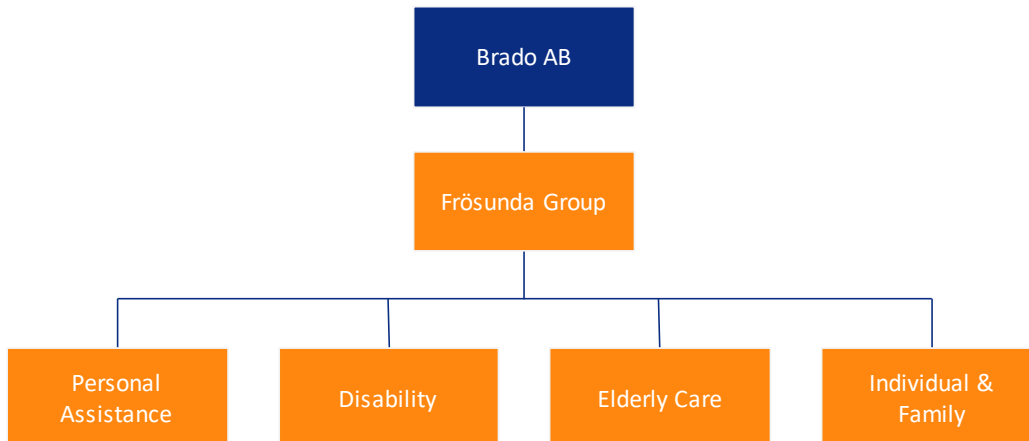 Brado AB
Frösunda Group
Personal
Assistance
Disability
Elderly Care
Individual &
Family